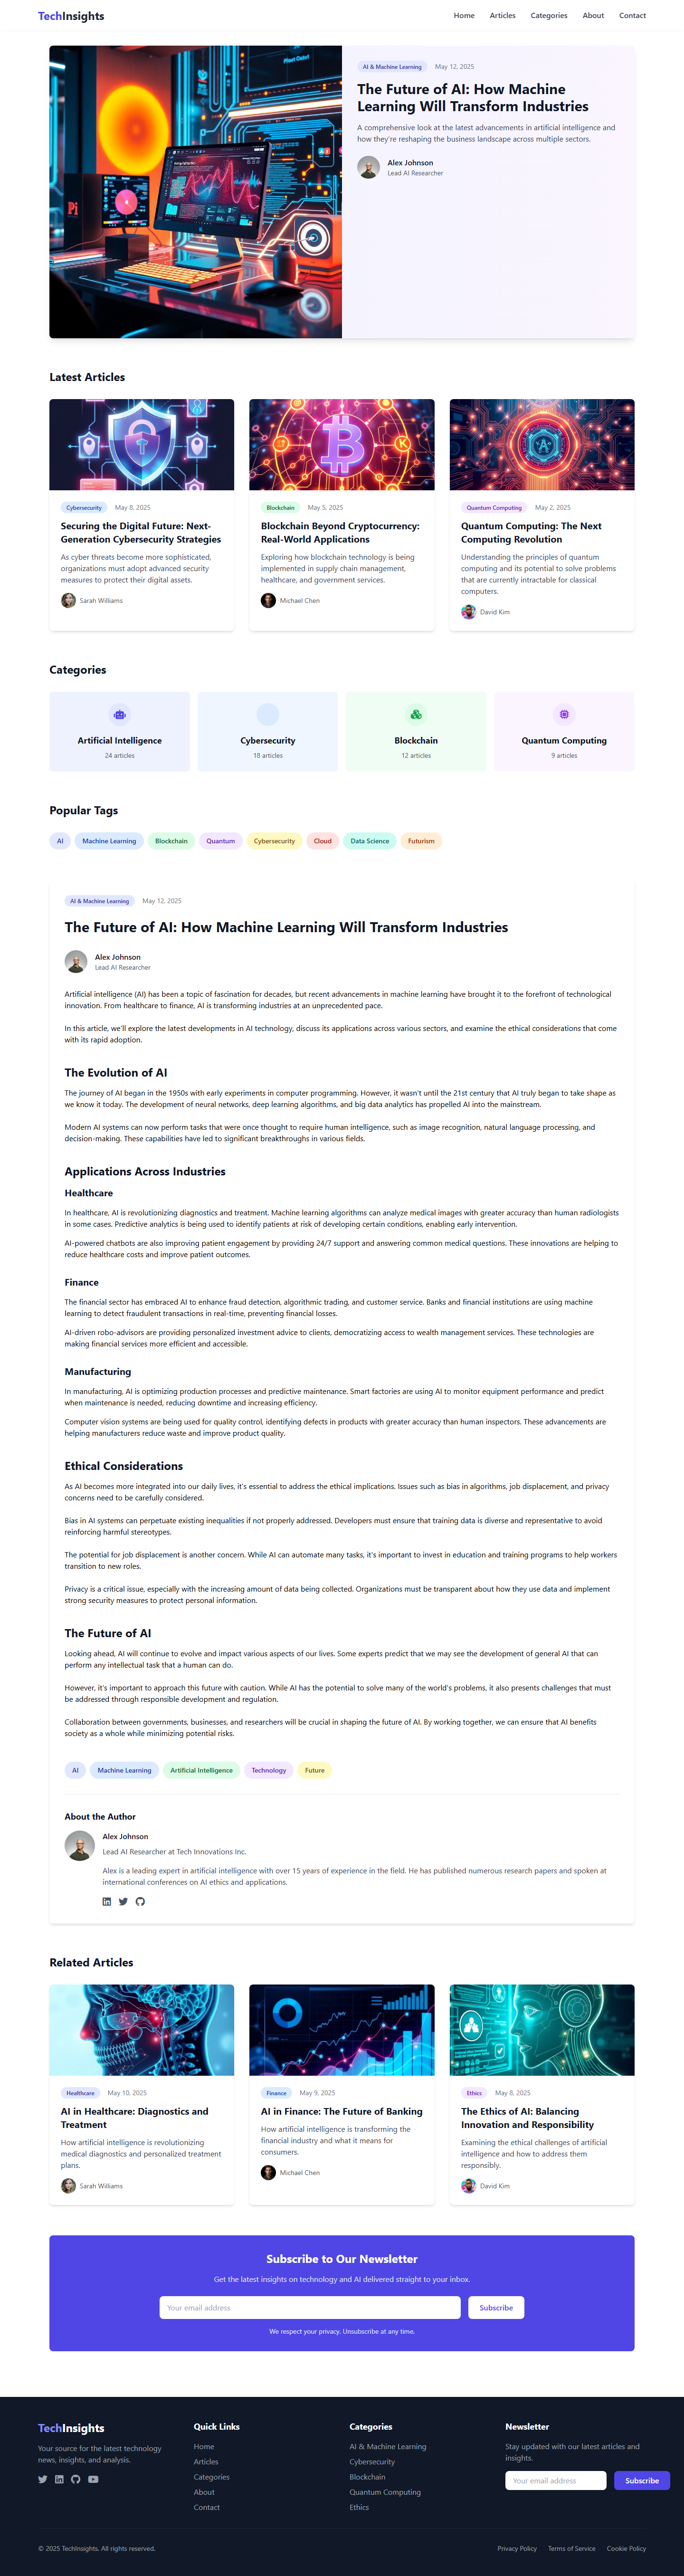 TechInsights
Home Articles Categories About Contact
AI & Machine Learning May 12, 2025
The Future of AI: How Machine
Learning Will Transform Industries
A comprehensive look at the latest advancements in artificial intelligence and
how they're reshaping the business landscape across multiple sectors.
Alex Johnson
Lead AI Researcher
Latest Articles
Cybersecurity May 8, 2025
Securing the Digital Future: Next-
Generation Cybersecurity Strategies
As cyber threats become more sophisticated,
organizations must adopt advanced security
measures to protect their digital assets.
Sarah Williams
Blockchain May 5, 2025
Blockchain Beyond Cryptocurrency:
Real-World Applications
Exploring how blockchain technology is being
implemented in supply chain management,
healthcare, and government services.
Michael Chen
Quantum Computing May 2, 2025
Quantum Computing: The Next
Computing Revolution
Understanding the principles of quantum
computing and its potential to solve problems
that are currently intractable for classical
computers.
David Kim
Categories
Artificial Intelligence
24 articles
Cybersecurity
18 articles
Blockchain
12 articles
Quantum Computing
9 articles
Popular Tags
AI Machine Learning Blockchain Quantum Cybersecurity Cloud Data Science Futurism
AI & Machine Learning May 12, 2025
The Future of AI: How Machine Learning Will Transform Industries
Alex Johnson
Lead AI Researcher
Artificial intelligence (AI) has been a topic of fascination for decades, but recent advancements in machine learning have brought it to the forefront of technological
innovation. From healthcare to finance, AI is transforming industries at an unprecedented pace.
In this article, we'll explore the latest developments in AI technology, discuss its applications across various sectors, and examine the ethical considerations that come
with its rapid adoption.
The Evolution of AI
The journey of AI began in the 1950s with early experiments in computer programming. However, it wasn't until the 21st century that AI truly began to take shape as
we know it today. The development of neural networks, deep learning algorithms, and big data analytics has propelled AI into the mainstream.
Modern AI systems can now perform tasks that were once thought to require human intelligence, such as image recognition, natural language processing, and
decision-making. These capabilities have led to significant breakthroughs in various fields.
Applications Across Industries
Healthcare
In healthcare, AI is revolutionizing diagnostics and treatment. Machine learning algorithms can analyze medical images with greater accuracy than human radiologists
in some cases. Predictive analytics is being used to identify patients at risk of developing certain conditions, enabling early intervention.
AI-powered chatbots are also improving patient engagement by providing 24/7 support and answering common medical questions. These innovations are helping to
reduce healthcare costs and improve patient outcomes.
Finance
The financial sector has embraced AI to enhance fraud detection, algorithmic trading, and customer service. Banks and financial institutions are using machine
learning to detect fraudulent transactions in real-time, preventing financial losses.
AI-driven robo-advisors are providing personalized investment advice to clients, democratizing access to wealth management services. These technologies are
making financial services more efficient and accessible.
Manufacturing
In manufacturing, AI is optimizing production processes and predictive maintenance. Smart factories are using AI to monitor equipment performance and predict
when maintenance is needed, reducing downtime and increasing efficiency.
Computer vision systems are being used for quality control, identifying defects in products with greater accuracy than human inspectors. These advancements are
helping manufacturers reduce waste and improve product quality.
Ethical Considerations
As AI becomes more integrated into our daily lives, it's essential to address the ethical implications. Issues such as bias in algorithms, job displacement, and privacy
concerns need to be carefully considered.
Bias in AI systems can perpetuate existing inequalities if not properly addressed. Developers must ensure that training data is diverse and representative to avoid
reinforcing harmful stereotypes.
The potential for job displacement is another concern. While AI can automate many tasks, it's important to invest in education and training programs to help workers
transition to new roles.
Privacy is a critical issue, especially with the increasing amount of data being collected. Organizations must be transparent about how they use data and implement
strong security measures to protect personal information.
The Future of AI
Looking ahead, AI will continue to evolve and impact various aspects of our lives. Some experts predict that we may see the development of general AI that can
perform any intellectual task that a human can do.
However, it's important to approach this future with caution. While AI has the potential to solve many of the world's problems, it also presents challenges that must
be addressed through responsible development and regulation.
Collaboration between governments, businesses, and researchers will be crucial in shaping the future of AI. By working together, we can ensure that AI benefits
society as a whole while minimizing potential risks.
AI Machine Learning Artificial Intelligence Technology Future
About the Author
Alex Johnson
Lead AI Researcher at Tech Innovations Inc.
Alex is a leading expert in artificial intelligence with over 15 years of experience in the field. He has published numerous research papers and spoken at
international conferences on AI ethics and applications.
Related Articles
Healthcare May 10, 2025
AI in Healthcare: Diagnostics and
Treatment
How artificial intelligence is revolutionizing
medical diagnostics and personalized treatment
plans.
Sarah Williams
Finance May 9, 2025
AI in Finance: The Future of Banking
How artificial intelligence is transforming the
financial industry and what it means for
consumers.
Michael Chen
Ethics May 8, 2025
The Ethics of AI: Balancing
Innovation and Responsibility
Examining the ethical challenges of artificial
intelligence and how to address them
responsibly.
David Kim
Subscribe to Our Newsletter
Get the latest insights on technology and AI delivered straight to your inbox.
Your email address Subscribe
We respect your privacy. Unsubscribe at any time.
TechInsights
Your source for the latest technology
news, insights, and analysis.
Quick Links
Home
Articles
Categories
About
Contact
Categories
AI & Machine Learning
Cybersecurity
Blockchain
Quantum Computing
Ethics
Newsletter
Stay updated with our latest articles and
insights.
Your email address Subscribe
© 2025 TechInsights. All rights reserved.
Privacy Policy Terms of Service Cookie Policy